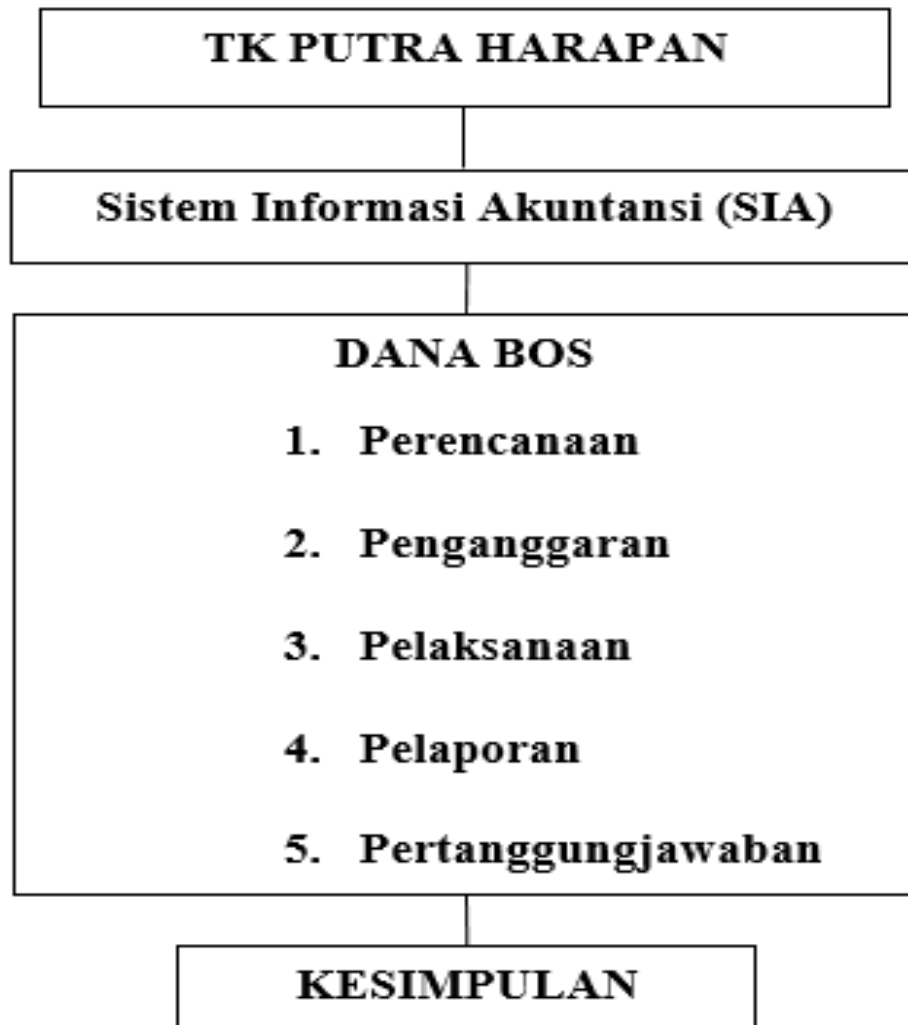 TK PUTRA HARAPAN
Sistem Informasi Akuntansi (SIA)
DANA BOS
1. Perencanaan
2. Penganggaran
3. Pelaksanaan
4. Pelaporan
5. Pertanggungjawaban
KESIMPULAN